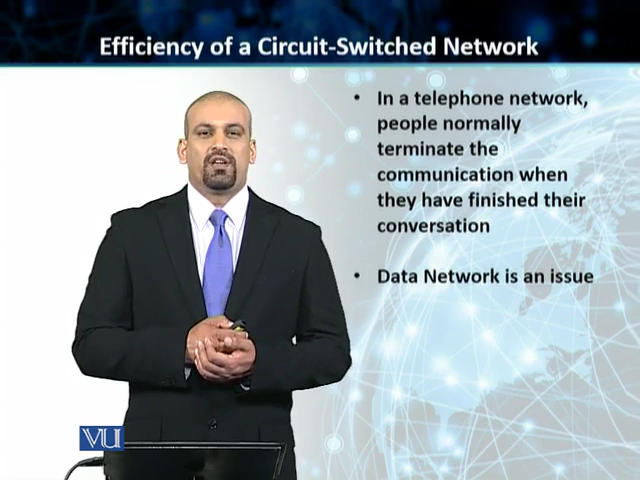 Efficiency of a Circuit-Switched Network
• In a telephone network,
people normally
terminate the
communication when
they have finished their
conversation
• Data Network is an issue
VU